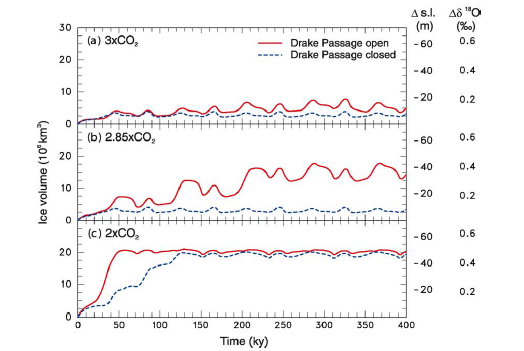 Δ s.l.
(m)
Δδ ¹⁸O
(‰)
Ice volume (10⁶km³)
(a) 3xCO₂
Drake Passage open
Drake Passage closed
30
20
10
0
60
40
20
0.6
0.4
0.2
(b) 2.85xCO₂
20
10
0
60
40
20
0.6
0.4
0.2
(c) 2xCO₂
20
10
0
60
40
20
0.6
0.4
0.2
0 50 100 150 200 250 300 350 400
Time (ky)